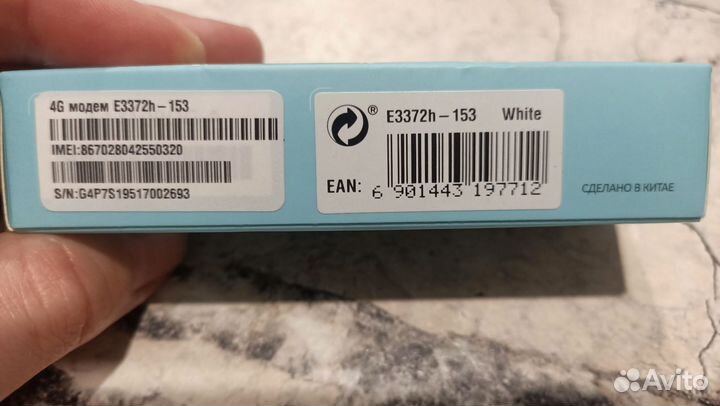 4G модем E3372h-153
IMEI:867028042550320
S/N:G4P7S19517002693
® E3372h-153 White
EAN: 6 901443 197712
СДЕЛАНО В КИТАЕ
Avito